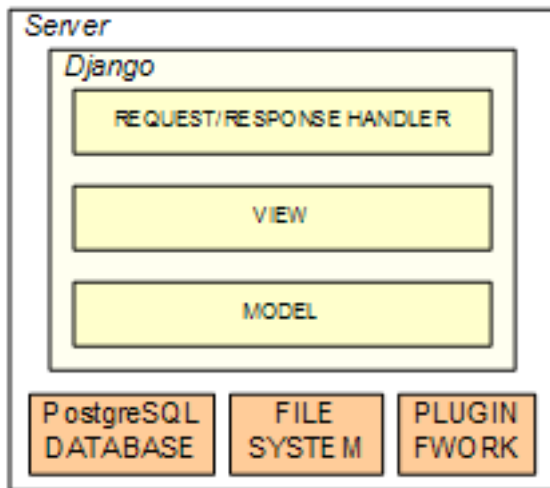 Server
Django
REQUEST/RESPONSE HANDLER
VIEW
MODEL
PostgreSQL
DATABASE
FILE
SYSTEM
PLUGIN
FWORK